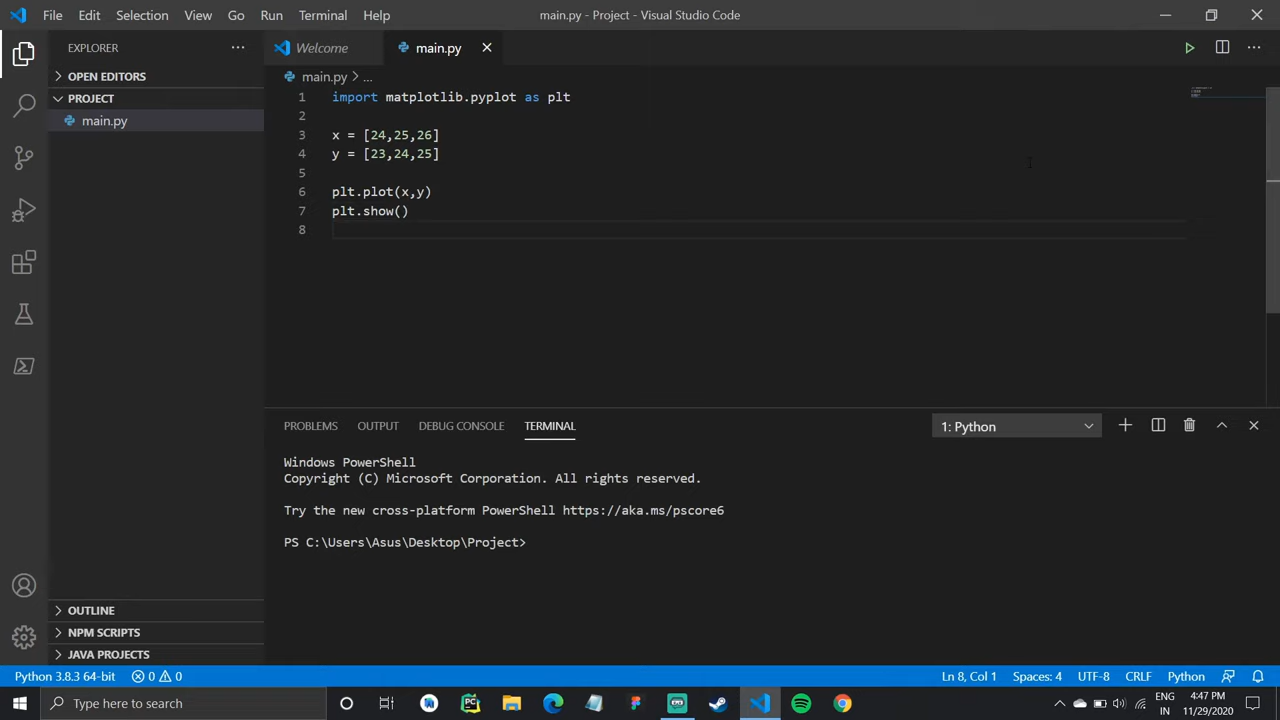 File Edit Selection View Go Run Terminal Help
main.py - Project - Visual Studio Code
EXPLORER
Welcome
main.py
OPEN EDITORS
PROJECT
main.py
main.py > ...
1 import matplotlib.pyplot as plt
2
3 x = [24,25,26]
4 y = [23,24,25]
5
6 plt.plot(x,y)
7 plt.show()
8
PROBLEMS OUTPUT DEBUG CONSOLE TERMINAL
1: Python
Windows PowerShell
Copyright (C) Microsoft Corporation. All rights reserved.
Try the new cross-platform PowerShell https://aka.ms/pscore6
PS C:\Users\Asus\Desktop\Project>
OUTLINE
NPM SCRIPTS
JAVA PROJECTS
Python 3.8.3 64-bit 0 0 Ln 8, Col 1 Spaces: 4 UTF-8 CRLF Python
Type here to search
PC
ENG
IN
4:47 PM
11/29/2020